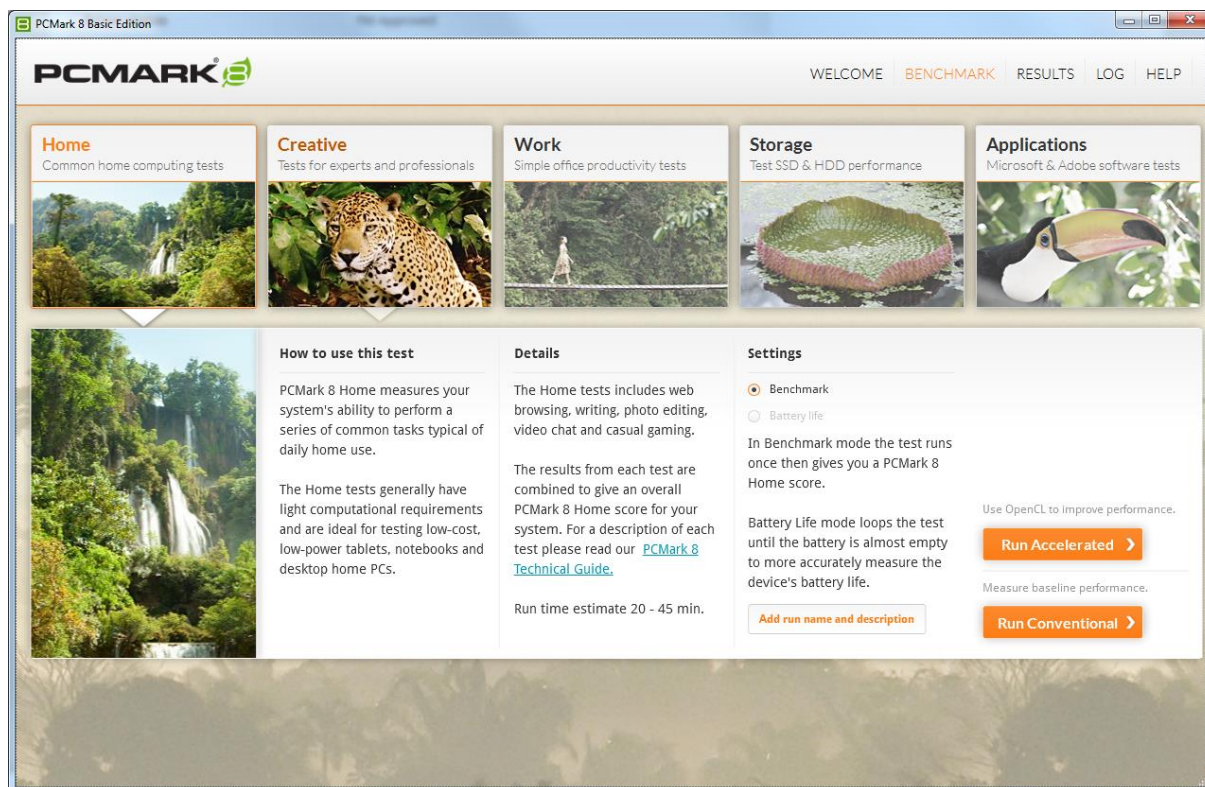 PCMark 8 Basic Edition
PCMARK 8
WELCOME BENCHMARK RESULTS LOG HELP
Home
Common home computing tests
Creative
Tests for experts and professionals
Work
Simple office productivity tests
Storage
Test SSD & HDD performance
Applications
Microsoft & Adobe software tests
How to use this test
PCMark 8 Home measures your
system's ability to perform a
series of common tasks typical of
daily home use.
The Home tests generally have
light computational requirements
and are ideal for testing low-cost,
low-power tablets, notebooks and
desktop home PCs.
Details
The Home tests includes web
browsing, writing, photo editing,
video chat and casual gaming.
The results from each test are
combined to give an overall
PCMark 8 Home score for your
system. For a description of each
test please read our PCMark 8
Technical Guide.
Run time estimate 20 - 45 min.
Settings
Benchmark
Battery life
In Benchmark mode the test runs
once then gives you a PCMark 8
Home score.
Battery Life mode loops the test
until the battery is almost empty
to more accurately measure the
device's battery life.
Add run name and description
Use OpenCL to improve performance.
Run Accelerated
Measure baseline performance.
Run Conventional